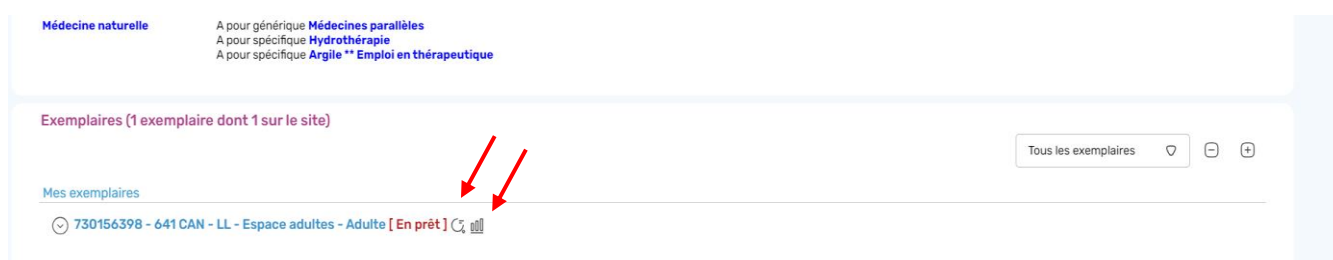 Médecine naturelle A pour générique Médecines parallèles
A pour spécifique Hydrothérapie
A pour spécifique Argile ** Emploi en thérapeutique
Exemplaires (1 exemplaire dont 1 sur le site)
Tous les exemplaires
Mes exemplaires
730156398 - 641 CAN - LL - Espace adultes - Adulte [ En prêt ]